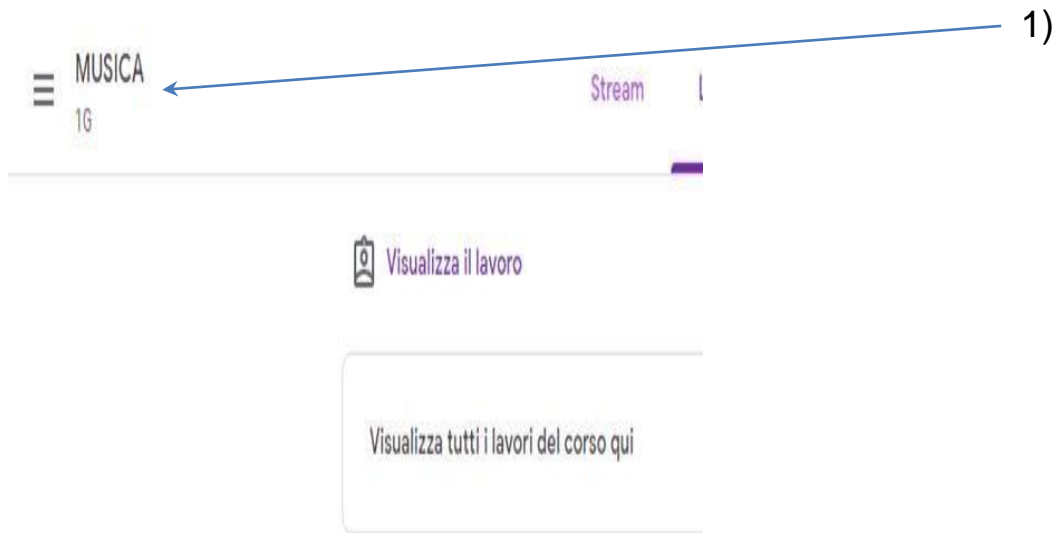 1)
MUSICA
1G
Stream
Visualizza il lavoro
Visualizza tutti i lavori del corso qui